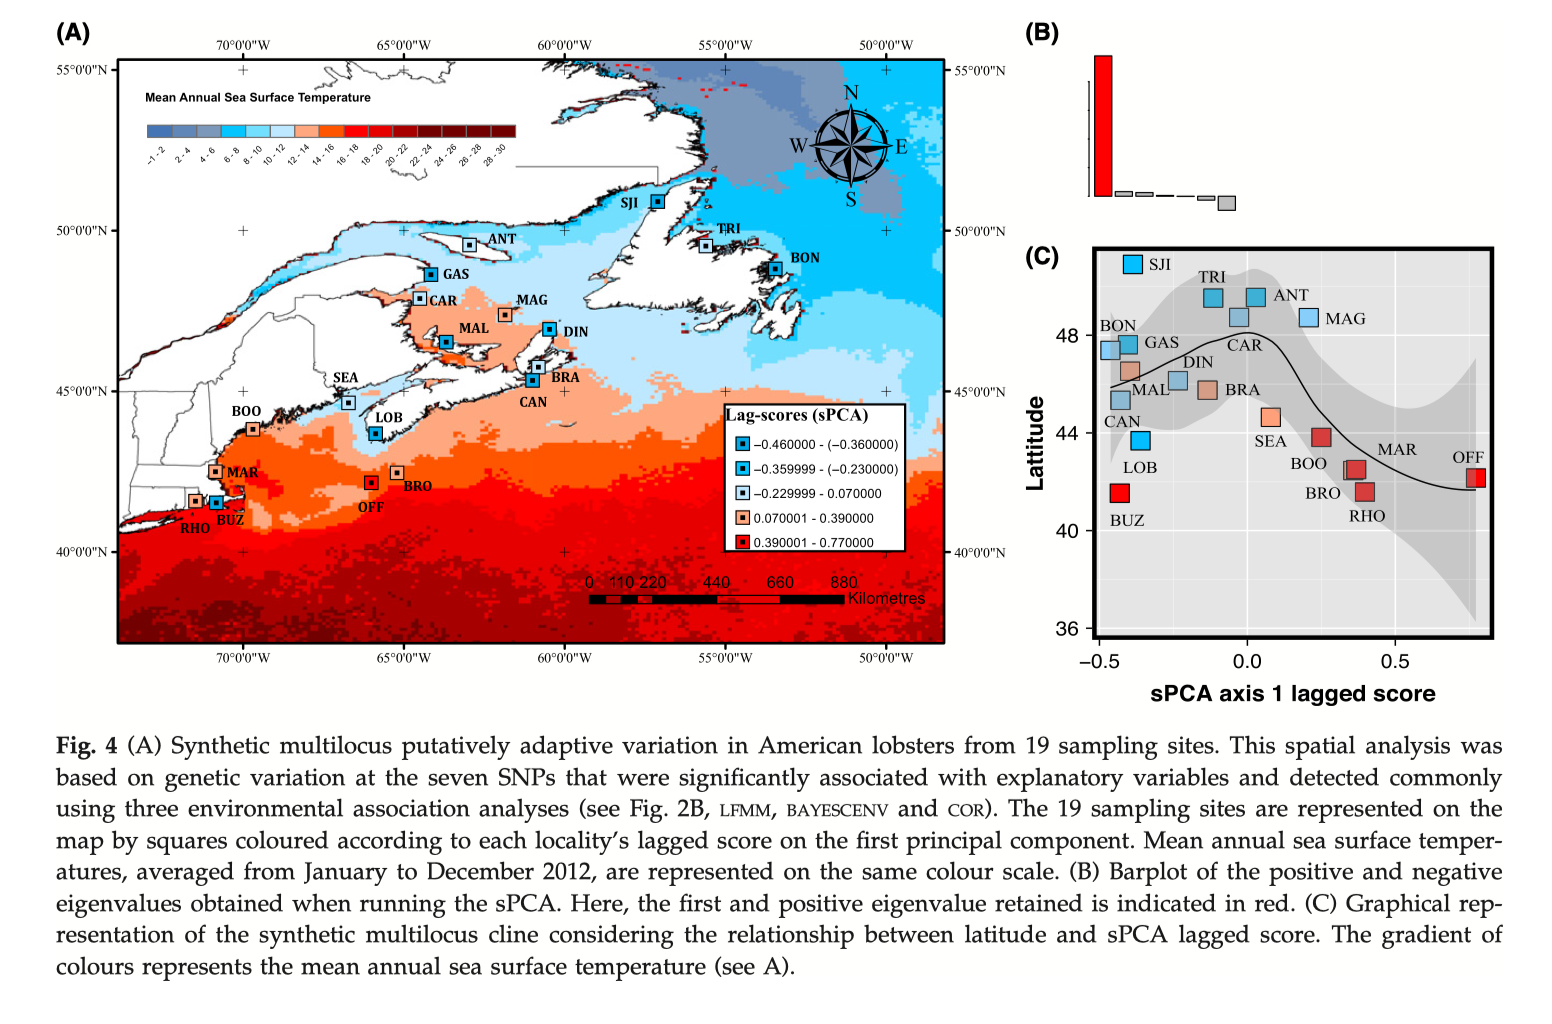 (A)
70°0'0"W 65°0'0"W 60°0'0"W 55°0'0"W 50°0'0"W
55°0'0"N
55°0'0"N
Mean Annual Sea Surface Temperature
-1 - 2
2 - 4
4 - 6
6 - 8
8 - 10
10 - 12
12 - 14
14 - 16
16 - 18
18 - 20
20 - 22
22 - 24
24 - 26
26 - 28
28 - 30
N
W E
S
SJI
50°0'0"N
50°0'0"N
ANT
TRI
BON
GAS
CAR
MAG
MAL
DIN
SEA
BRA
45°0'0"N
45°0'0"N
CAN
BOO
LOB
MAR
BRO
OFF
RHO
BUZ
Lag-scores (sPCA)
−0.460000 - (−0.360000)
−0.359999 - (−0.230000)
−0.229999 - 0.070000
0.070001 - 0.390000
0.390001 - 0.770000
40°0'0"N
40°0'0"N
0 110 220 440 660 880
Kilometres
70°0'0"W 65°0'0"W 60°0'0"W 55°0'0"W 50°0'0"W
(B)
(C)
SJI
TRI
ANT
MAG
BON
48
GAS
CAR
DIN
MAL
BRA
CAN
Lattitude
44
SEA
MAR
LOB
BOO
OFF
BRO
BUZ
RHO
40
36
−0.5 0.0 0.5
sPCA axis 1 lagged score
Fig. 4 (A) Synthetic multilocus putatively adaptive variation in American lobsters from 19 sampling sites. This spatial analysis was
based on genetic variation at the seven SNPs that were significantly associated with explanatory variables and detected commonly
using three environmental association analyses (see Fig. 2B, LFMM, BAYESCENV and COR). The 19 sampling sites are represented on the
map by squares coloured according to each locality's lagged score on the first principal component. Mean annual sea surface temper-
atures, averaged from January to December 2012, are represented on the same colour scale. (B) Barplot of the positive and negative
eigenvalues obtained when running the sPCA. Here, the first and positive eigenvalue retained is indicated in red. (C) Graphical rep-
resentation of the synthetic multilocus cline considering the relationship between latitude and sPCA lagged score. The gradient of
colours represents the mean annual sea surface temperature (see A).